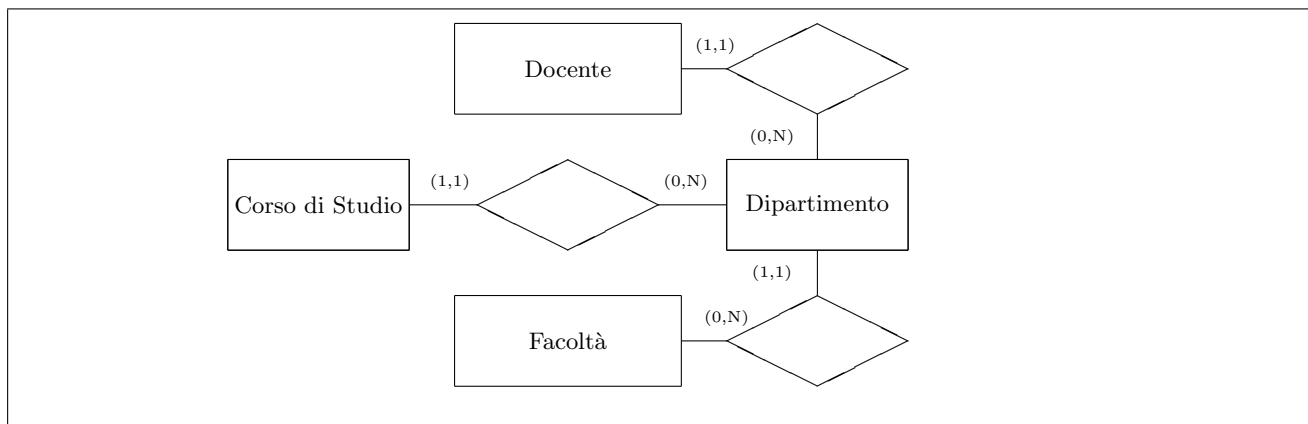 (1,1)
Docente
(0,N)
(1,1)
(0,N)
Corso di Studio
Dipartimento
(1,1)
(0,N)
Facoltà